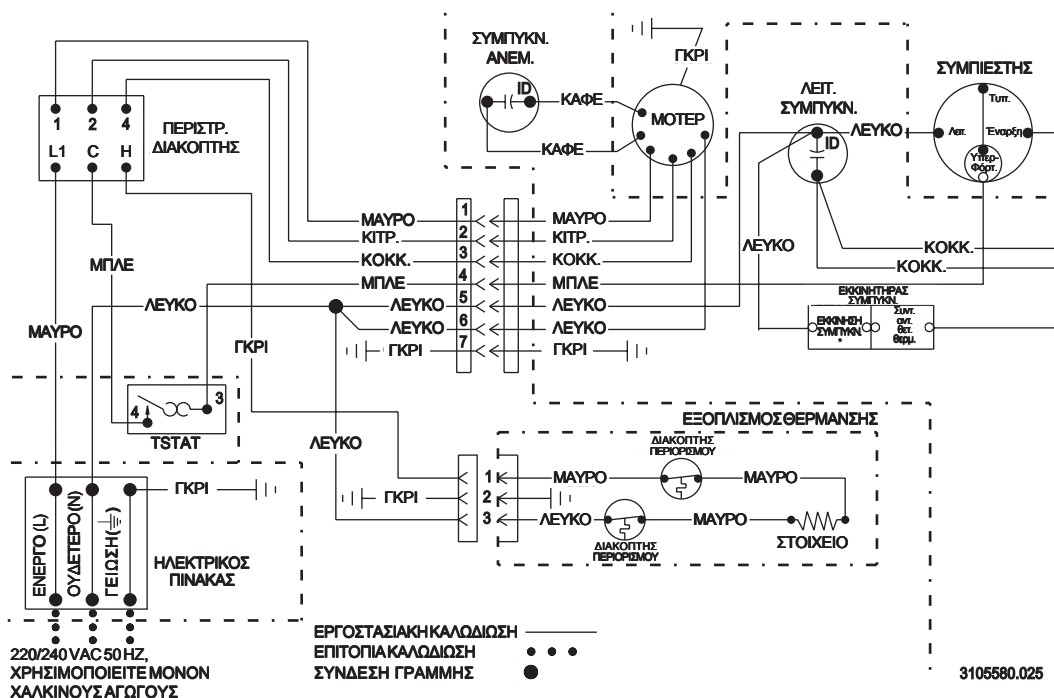 ΣΥΜΠΥΚΝ.
ΑΝΕΜ.
ID
ΚΑΦΕ
ΚΑΦΕ
ΓΚΡΙ
ΜΟΤΕΡ
ΛΕΙΤ.
ΣΥΜΠΥΚΝ.
ID
ΛΕΥΚΟ
ΣΥΜΠΙΕΣΤΗΣ
Τυπ.
Λειτ.
Έναρξη
Υπερ-
Φόρτ.
1 2 4
L1 C H
ΠΕΡΙΣΤΡ.
ΔΙΑΚΟΠΤΗΣ
ΜΑΥΡΟ 1 ΜΑΥΡΟ
ΚΙΤΡ. 2 ΚΙΤΡ.
ΚΟΚΚ. 3 ΚΟΚΚ.
ΜΠΛΕ 4 ΜΠΛΕ
ΛΕΥΚΟ ΛΕΥΚΟ 5 ΛΕΥΚΟ
ΛΕΥΚΟ 6 ΛΕΥΚΟ
ΓΚΡΙ 7 ΓΚΡΙ
ΜΠΛΕ
ΜΑΥΡΟ
ΓΚΡΙ
ΛΕΥΚΟ
ΚΟΚΚ.
ΚΟΚΚ.
ΕΚΚΙΝΗΤΗΡΑΣ
ΣΥΜΠΥΚΝ.
ΕΚΚΙΝΗΣΗ
ΣΥΜΠΥΚΝ.
*
Συντ.
αντ.
θετ.
θερμ.
4 3
TSTAT
ΛΕΥΚΟ
ΕΞΟΠΛΙΣΜΟΣ ΘΕΡΜΑΝΣΗΣ
ΔΙΑΚΟΠΤΗΣ
ΠΕΡΙΟΡΙΣΜΟΥ
1 ΜΑΥΡΟ ΜΑΥΡΟ
ΓΚΡΙ 2
3 ΛΕΥΚΟ ΜΑΥΡΟ
ΣΤΟΙΧΕΙΟ
ΔΙΑΚΟΠΤΗΣ
ΠΕΡΙΟΡΙΣΜΟΥ
ΓΚΡΙ
ΕΝΕΡΓΟ (L)
ΟΥΔΕΤΕΡΟ (N)
ΓΕΙΩΣΗ ( )
ΗΛΕΚΤΡΙΚΟΣ
ΠΙΝΑΚΑΣ
220/240 VAC 50 HZ,
ΧΡΗΣΙΜΟΠΟΙΕΙΤΕ ΜΟΝΟΝ
ΧΑΛΚΙΝΟΥΣ ΑΓΩΓΟΥΣ
ΕΡΓΟΣΤΑΣΙΑΚΗ ΚΑΛΩΔΙΩΣΗ
ΕΠΙΤΟΠΙΑ ΚΑΛΩΔΙΩΣΗ
ΣΥΝΔΕΣΗ ΓΡΑΜΜΗΣ
3105580.025